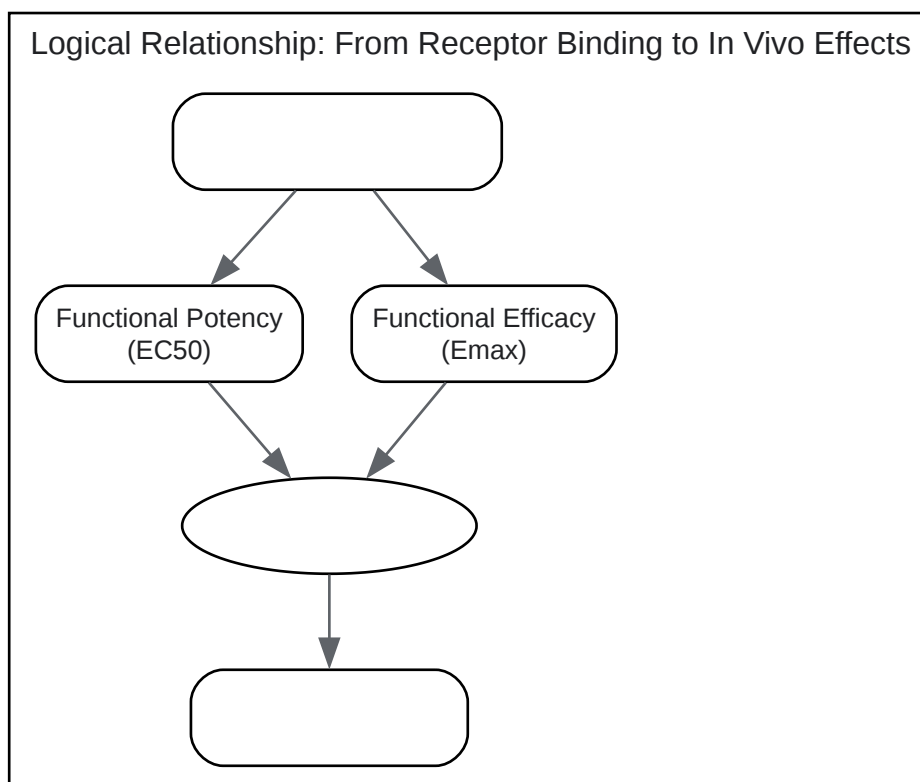 Logical Relationship: From Receptor Binding to In Vivo Effects
Functional Potency
(EC50)
Functional Efficacy
(Emax)